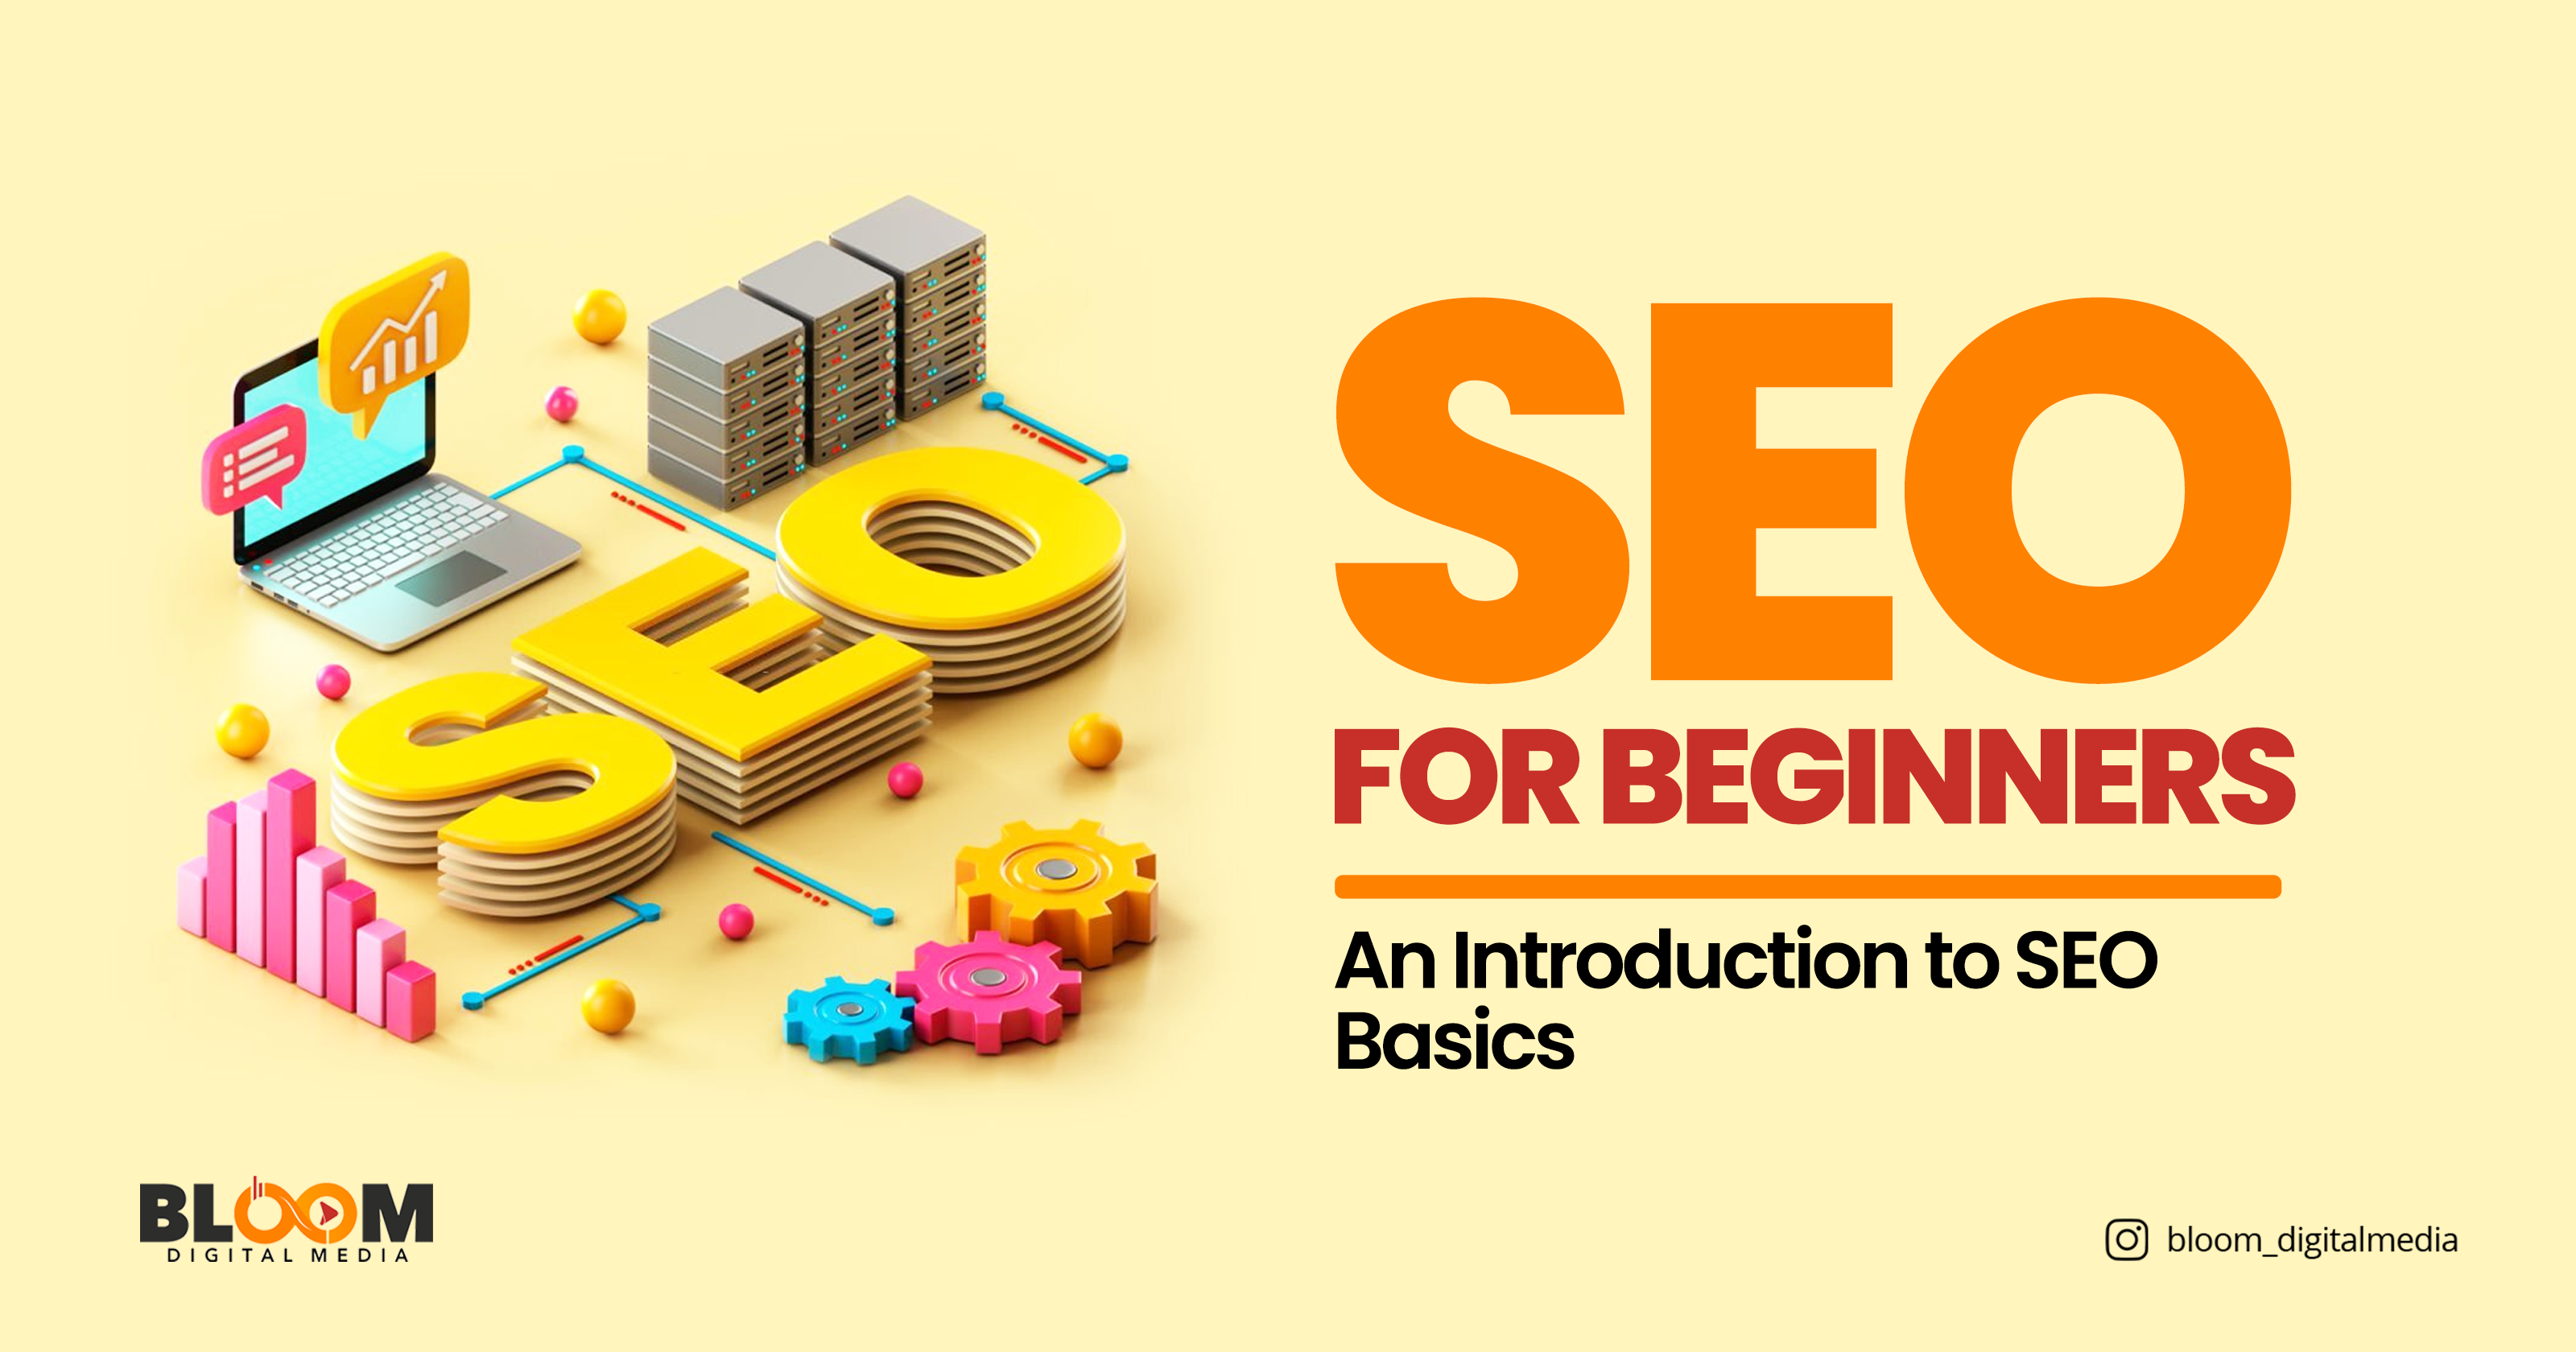 SEO
SEO
FOR BEGINNERS
An Introduction to SEO
Basics
BLOOM
DIGITAL MEDIA
bloom_digitalmedia